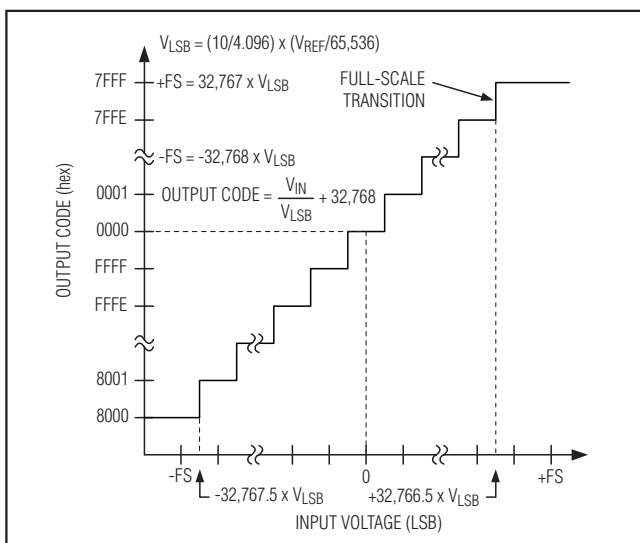 V_LSB = (10/4.096) x (V_REF/65,536)
7FFF
+FS = 32,767 x V_LSB
FULL-SCALE
TRANSITION
7FFE
-FS = -32,768 x V_LSB
0001
OUTPUT CODE = V_IN / V_LSB + 32,768
0000
FFFF
FFFE
8001
8000
OUTPUT CODE (hex)
-FS
0
+FS
-32,767.5 x V_LSB
+32,766.5 x V_LSB
INPUT VOLTAGE (LSB)